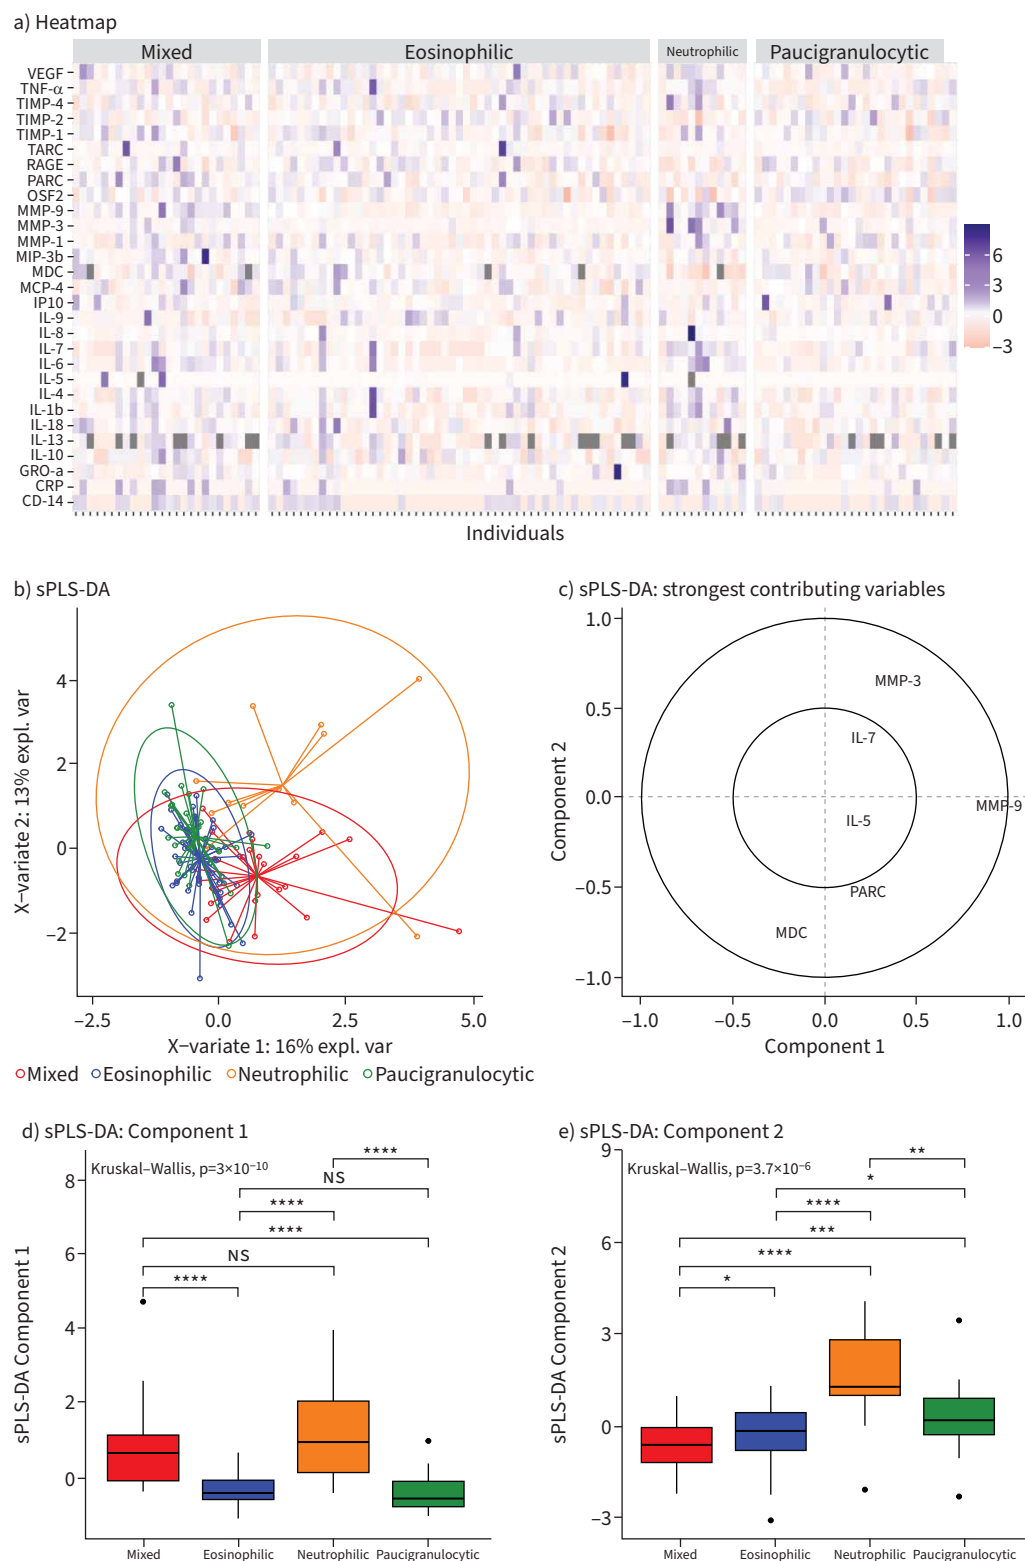 a) Heatmap
Mixed Eosinophilic Neutrophilic Paucigranulocytic
VEGF
TNF-α
TIMP-4
TIMP-2
TIMP-1
TARC
RAGE
PARC
OSF2
MMP-9
MMP-3
MMP-1
MIP-3b
MDC
MCP-4
IP10
IL-9
IL-8
IL-7
IL-6
IL-5
IL-4
IL-1b
IL-18
IL-13
IL-10
GRO-a
CRP
CD-14
6
3
0
−3
Individuals
b) sPLS-DA
X−variate 2: 13% expl. var
4
2
0
−2
−2.5 0.0 2.5 5.0
X−variate 1: 16% expl. var
Mixed Eosinophilic Neutrophilic Paucigranulocytic
c) sPLS-DA: strongest contributing variables
Component 2
1.0
0.5
0.0
−0.5
−1.0
MMP-3
IL-7
MMP-9
IL-5
PARC
MDC
−1.0 −0.5 0.0 0.5 1.0
Component 1
d) sPLS-DA: Component 1
Kruskal–Wallis, p=3×10⁻¹⁰
sPLS-DA Component 1
8
6
4
2
0
****
NS
****
****
NS
****
Mixed Eosinophilic Neutrophilic Paucigranulocytic
e) sPLS-DA: Component 2
Kruskal–Wallis, p=3.7×10⁻⁶
sPLS-DA Component 2
9
6
3
0
−3
**
*
****
***
****
*
Mixed Eosinophilic Neutrophilic Paucigranulocytic